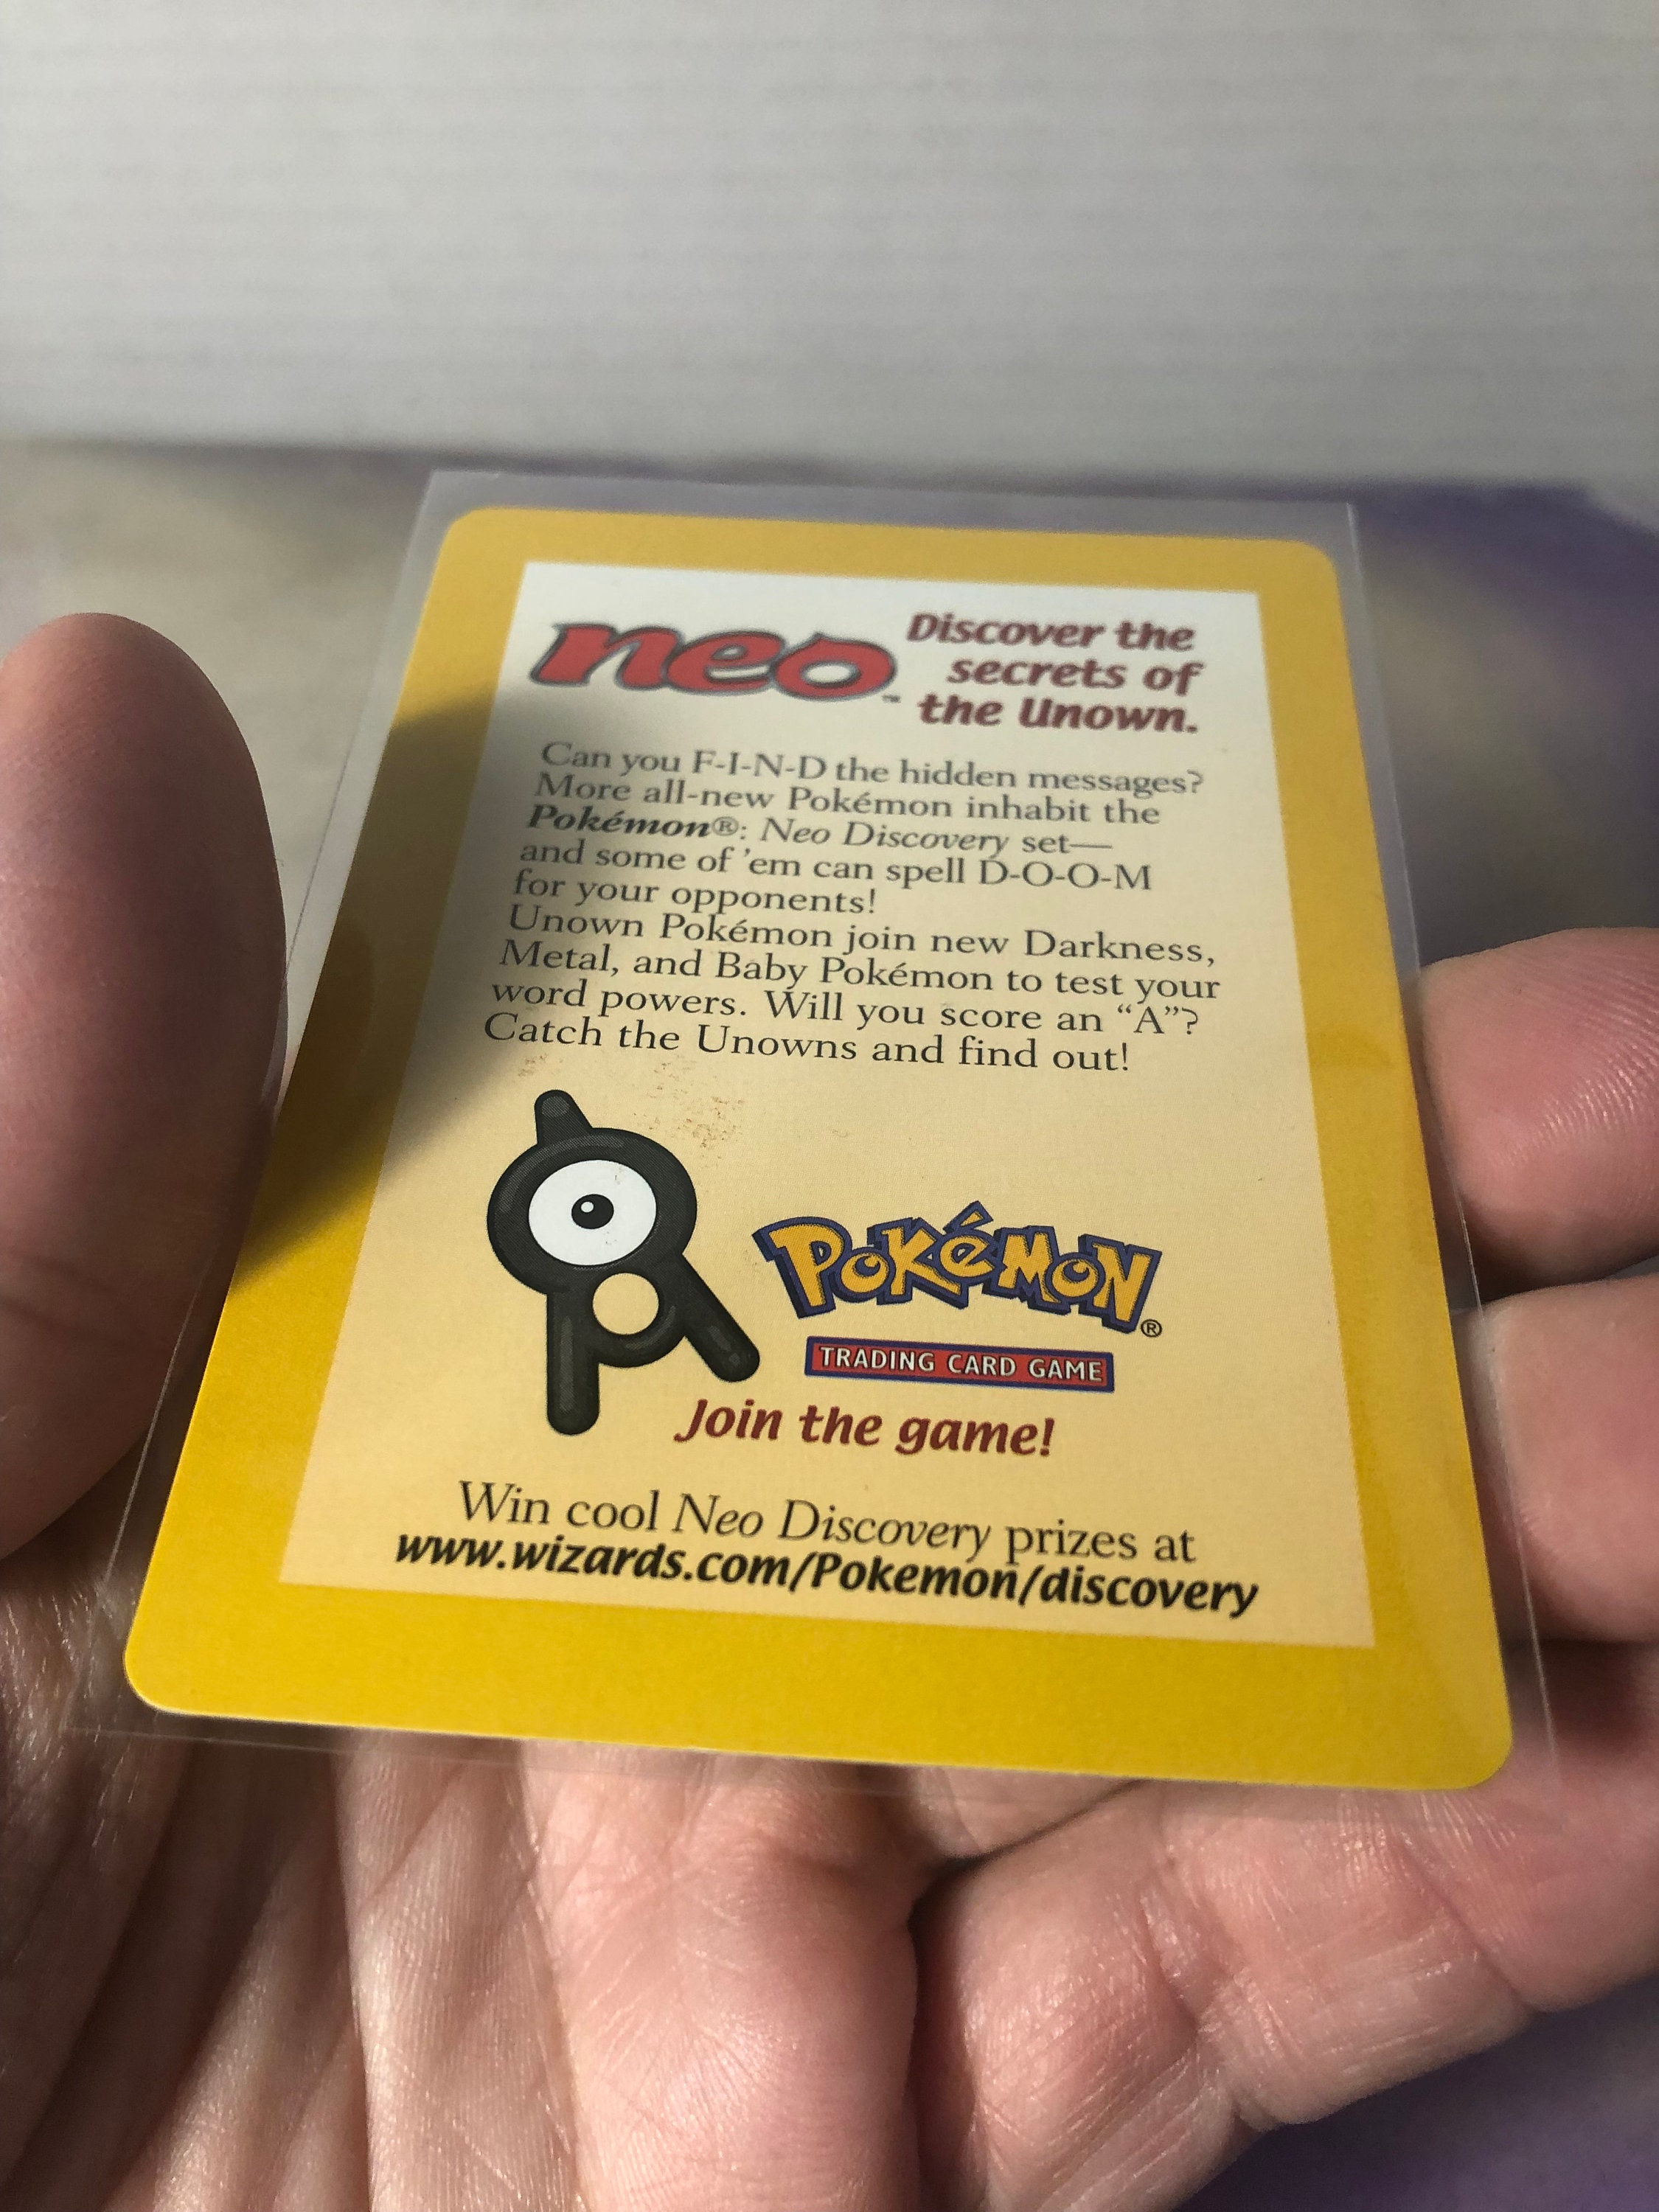 neo™
Discover the
secrets of
the Unown.
Can you F-I-N-D the hidden messages?
More all-new Pokémon inhabit the
Pokémon®: Neo Discovery set—
and some of ’em can spell D-O-O-M
for your opponents!
Unown Pokémon join new Darkness,
Metal, and Baby Pokémon to test your
word powers. Will you score an “A”?
Catch the Unowns and find out!
POKéMON®
TRADING CARD GAME
Join the game!
Win cool Neo Discovery prizes at
www.wizards.com/Pokemon/discovery